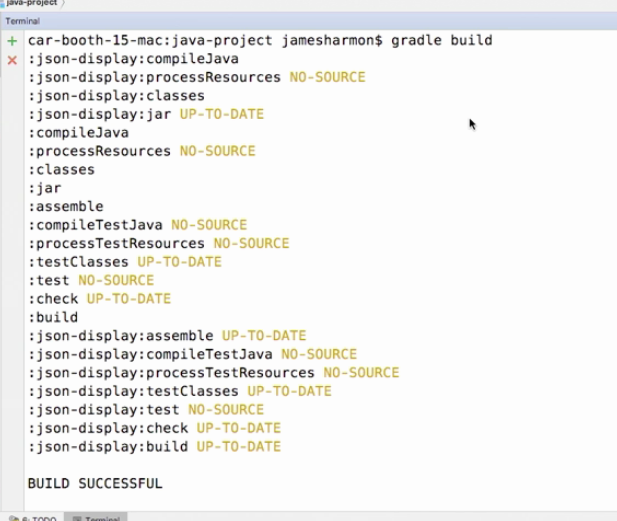 java-project
Terminal
car-booth-15-mac:java-project jamesharmon$ gradle build
:json-display:compileJava
:json-display:processResources NO-SOURCE
:json-display:classes
:json-display:jar UP-TO-DATE
:compileJava
:processResources NO-SOURCE
:classes
:jar
:assemble
:compileTestJava NO-SOURCE
:processTestResources NO-SOURCE
:testClasses UP-TO-DATE
:test NO-SOURCE
:check UP-TO-DATE
:build
:json-display:assemble UP-TO-DATE
:json-display:compileTestJava NO-SOURCE
:json-display:processTestResources NO-SOURCE
:json-display:testClasses UP-TO-DATE
:json-display:test NO-SOURCE
:json-display:check UP-TO-DATE
:json-display:build UP-TO-DATE
BUILD SUCCESSFUL
6: TODO Terminal